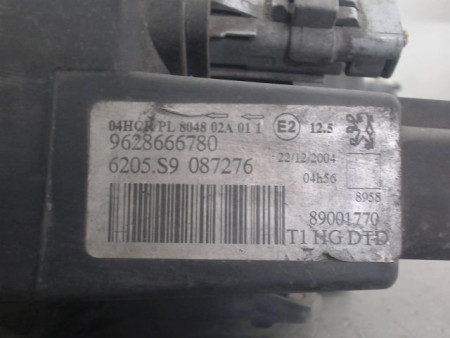 04HCR PL 8048 02A 01 1 E2 12.5
9628666780
6205.S9 087276 22/12/2004
04h56
8958
89001770
T1 NG DTD